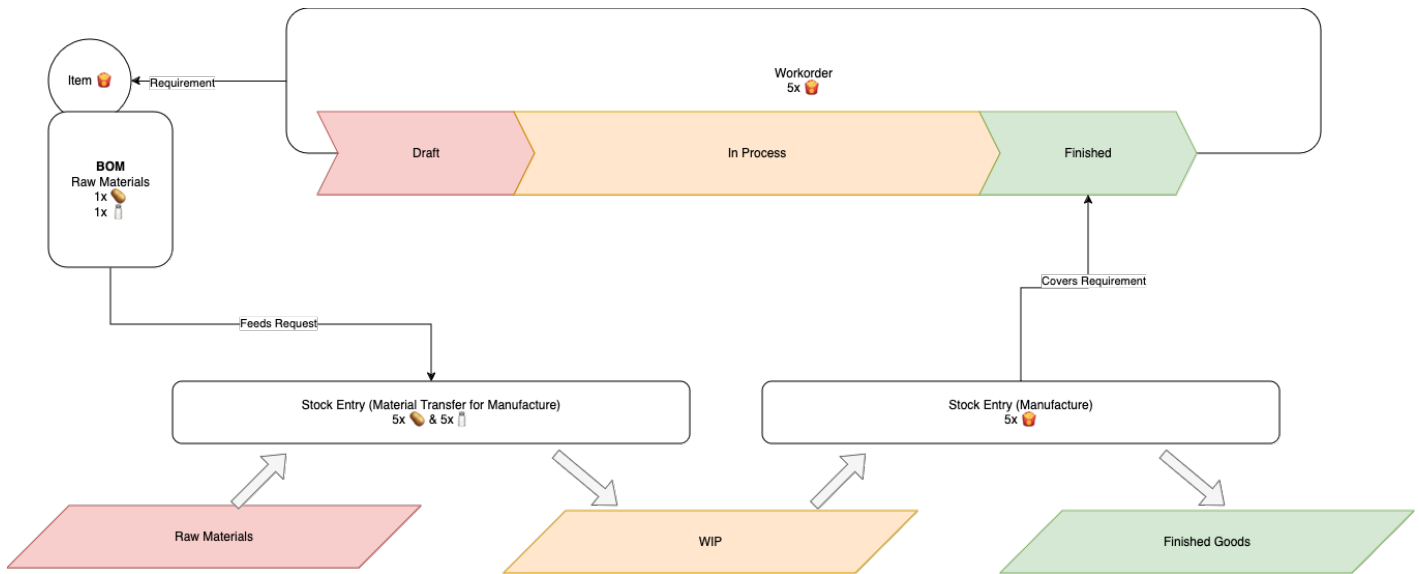 Workorder
5x 🍟
Item 🍟
Requirement
Draft
In Process
Finished
BOM
Raw Materials
1x 🥔
1x 🧂
Covers Requirement
Feeds Request
Stock Entry (Material Transfer for Manufacture)
5x 🥔 & 5x 🧂
Stock Entry (Manufacture)
5x 🍟
Raw Materials
WIP
Finished Goods